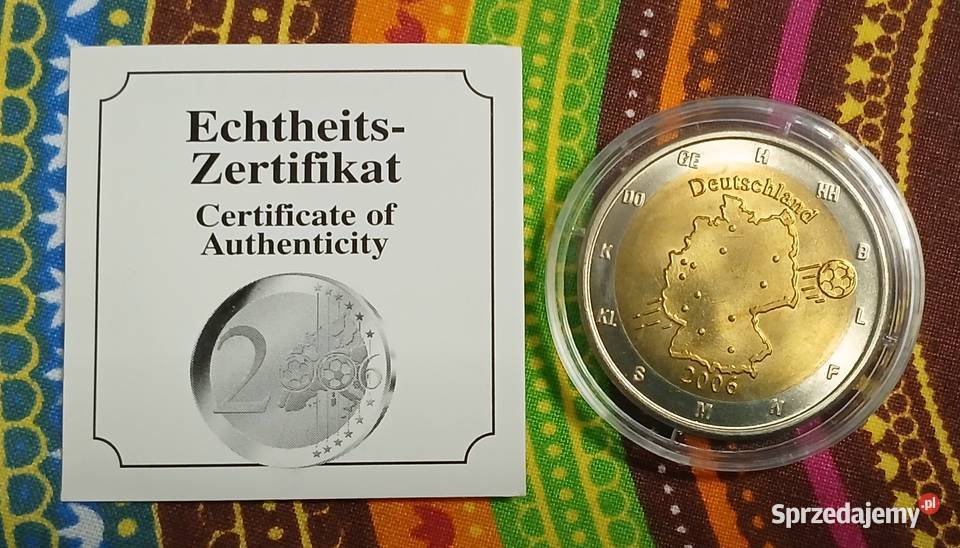 Echtheits-
Zertifikat
Certificate of
Authenticity
2006
Deutschland
2006
H
HH
B
L
F
N
M
S
KL
K
DO
GE
Sprzedajemy.pl